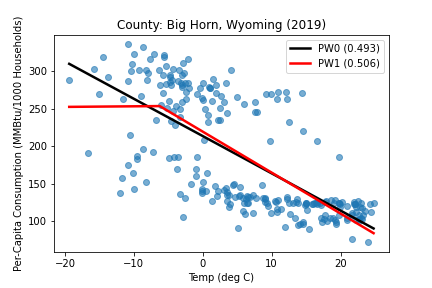 County: Big Horn, Wyoming (2019)
PW0 (0.493)
PW1 (0.506)
Per-Capita Consumption (MMBtu/1000 Households)
300
250
200
150
100
−20
−10
0
10
20
Temp (deg C)